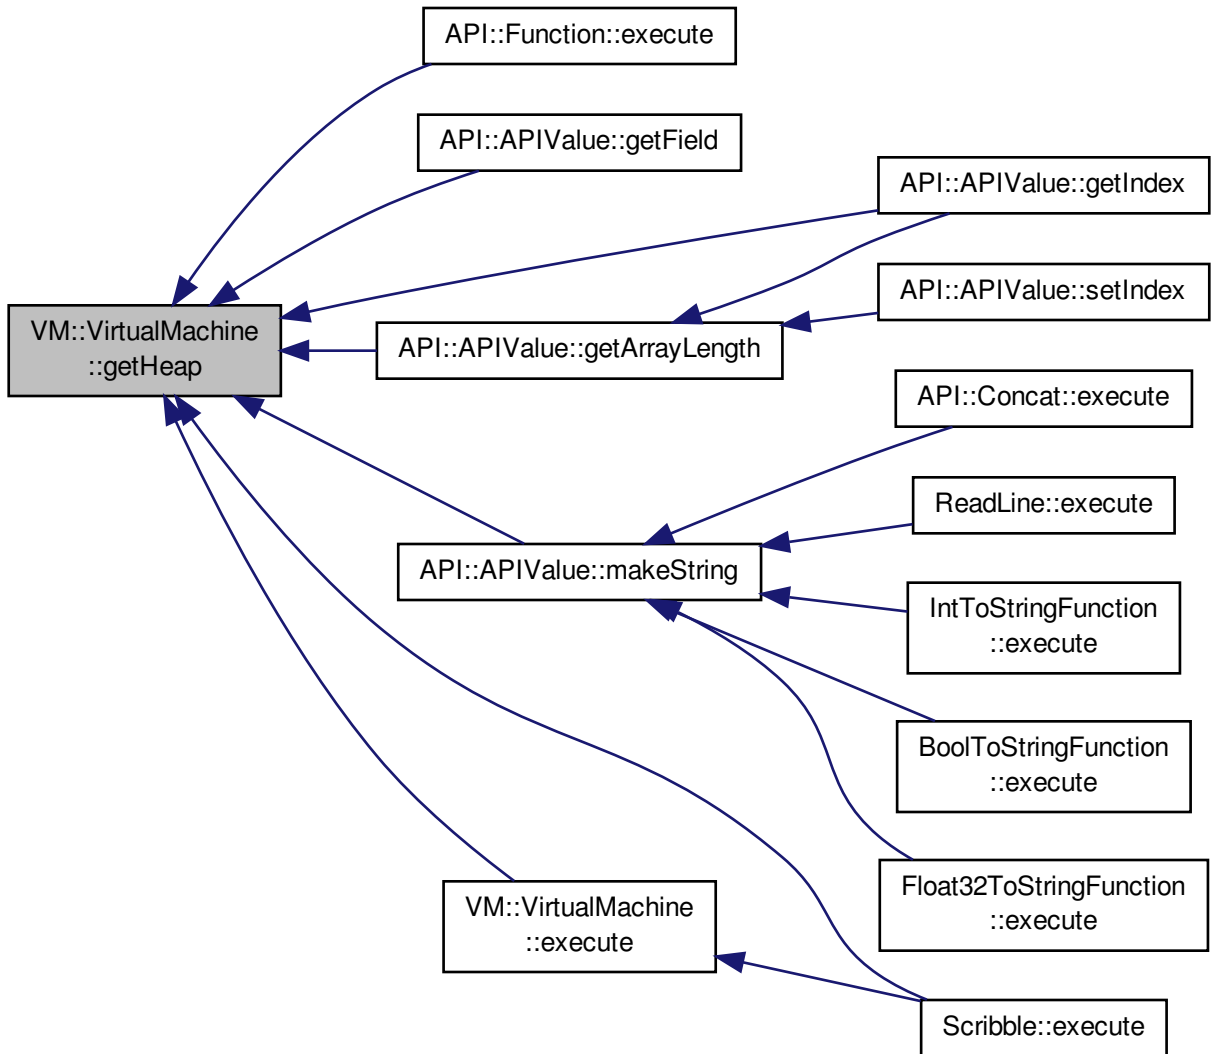 API::Function::execute
API::APIValue::getField
API::APIValue::getIndex
API::APIValue::setIndex
VM::VirtualMachine
::getHeap
API::APIValue::getArrayLength
API::Concat::execute
ReadLine::execute
API::APIValue::makeString
IntToStringFunction
::execute
BoolToStringFunction
::execute
Float32ToStringFunction
::execute
VM::VirtualMachine
::execute
Scribble::execute